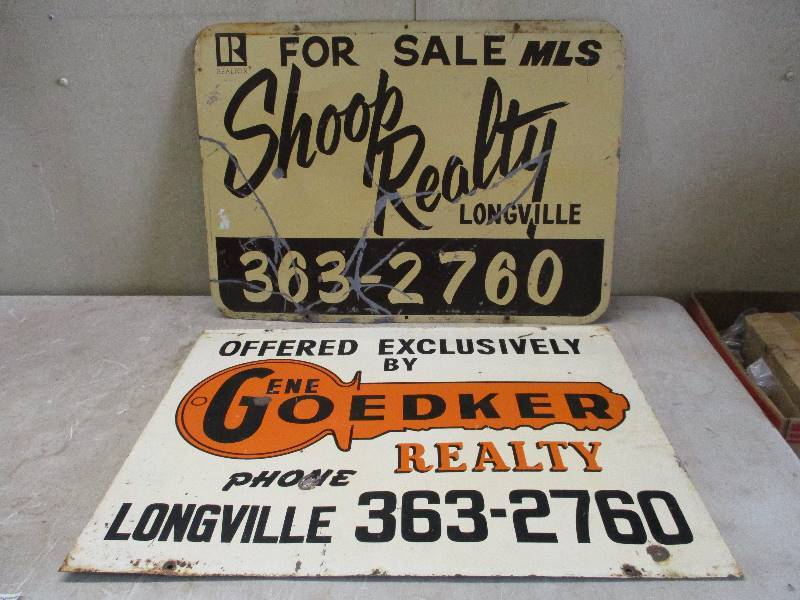 R FOR SALE MLS
REALTOR®
Shoop
Realty
LONGVILLE
363-2760
OFFERED EXCLUSIVELY
BY
GENE
GOEDKER
REALTY
PHONE
LONGVILLE 363-2760